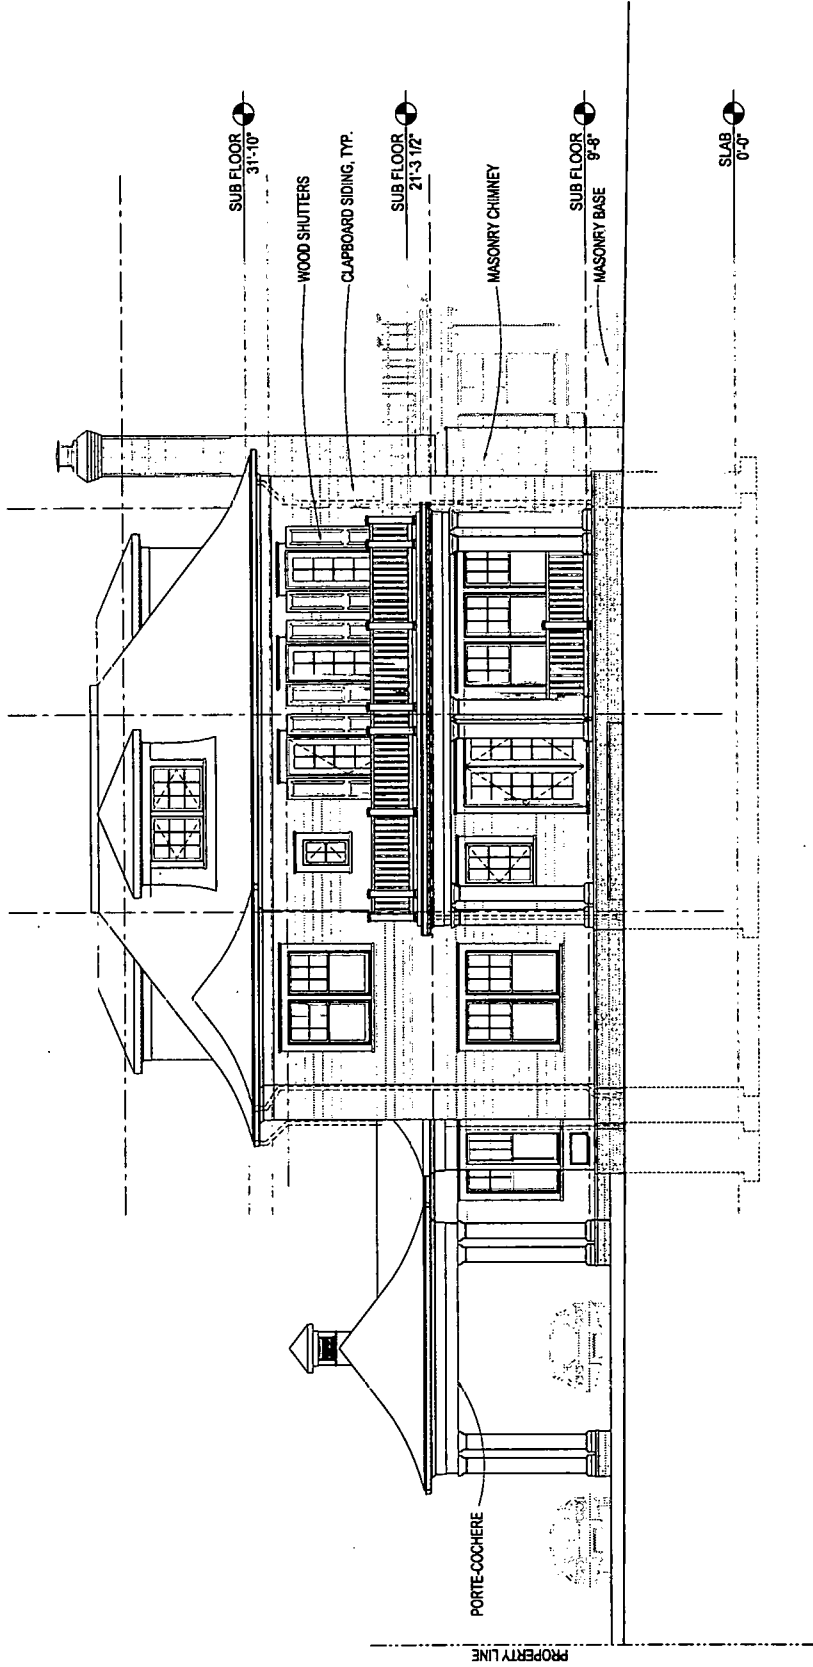 SUB FLOOR
31'-10"
WOOD SHUTTERS
CLAPBOARD SIDING, TYP.
SUB FLOOR
21'-3 1/2"
MASONRY CHIMNEY
SUB FLOOR
9'-8"
MASONRY BASE
SLAB
0'-0"
PORTE-COCHERE
PROPERTY LINE